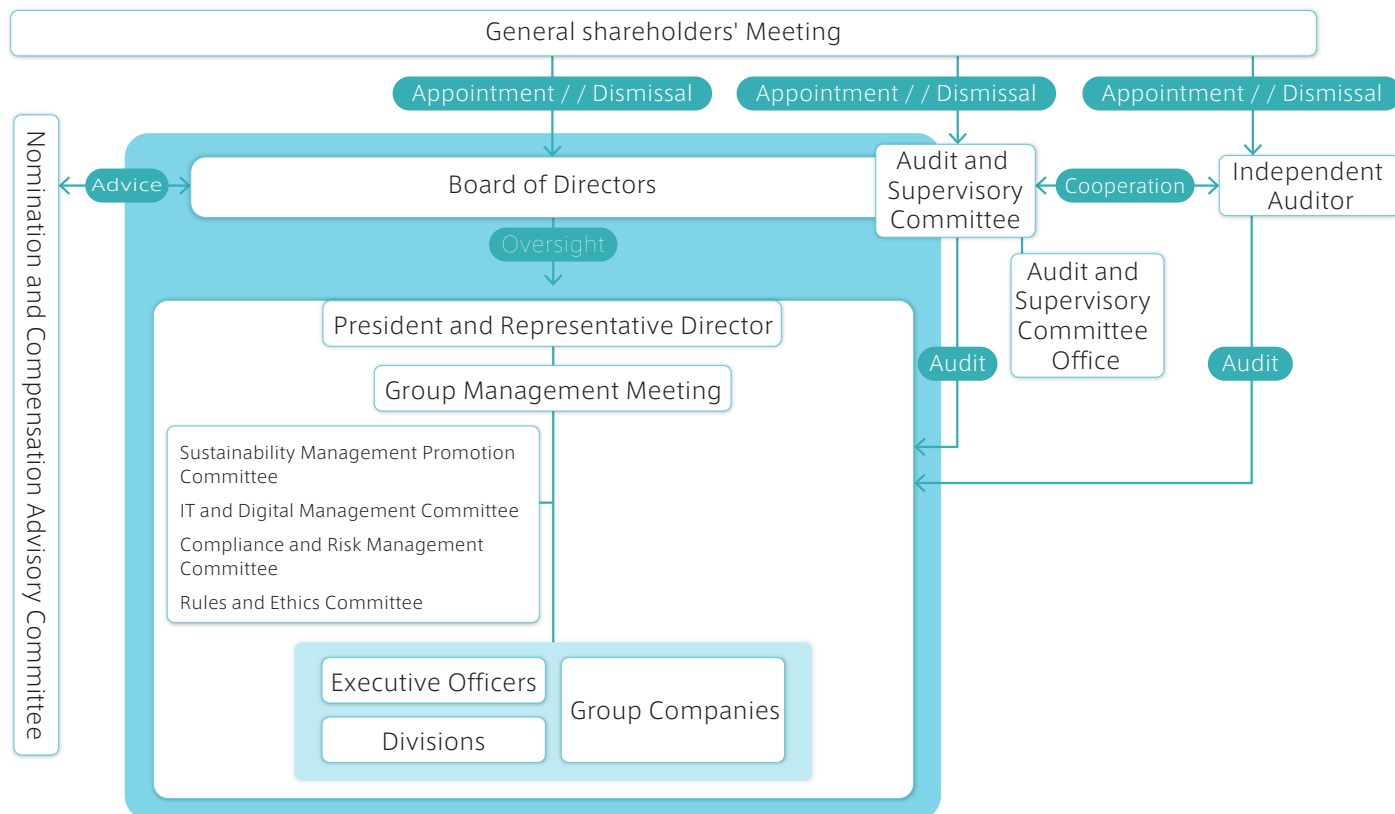 General shareholders' Meeting
Appointment / / Dismissal
Appointment / / Dismissal
Appointment / / Dismissal
Nomination and Compensation Advisory Committee
Advice
Board of Directors
Audit and
Supervisory
Committee
Cooperation
Independent
Auditor
Oversight
Audit and
Supervisory
Committee
Office
President and Representative Director
Audit
Audit
Group Management Meeting
Sustainability Management Promotion
Committee
IT and Digital Management Committee
Compliance and Risk Management
Committee
Rules and Ethics Committee
Executive Officers
Divisions
Group Companies